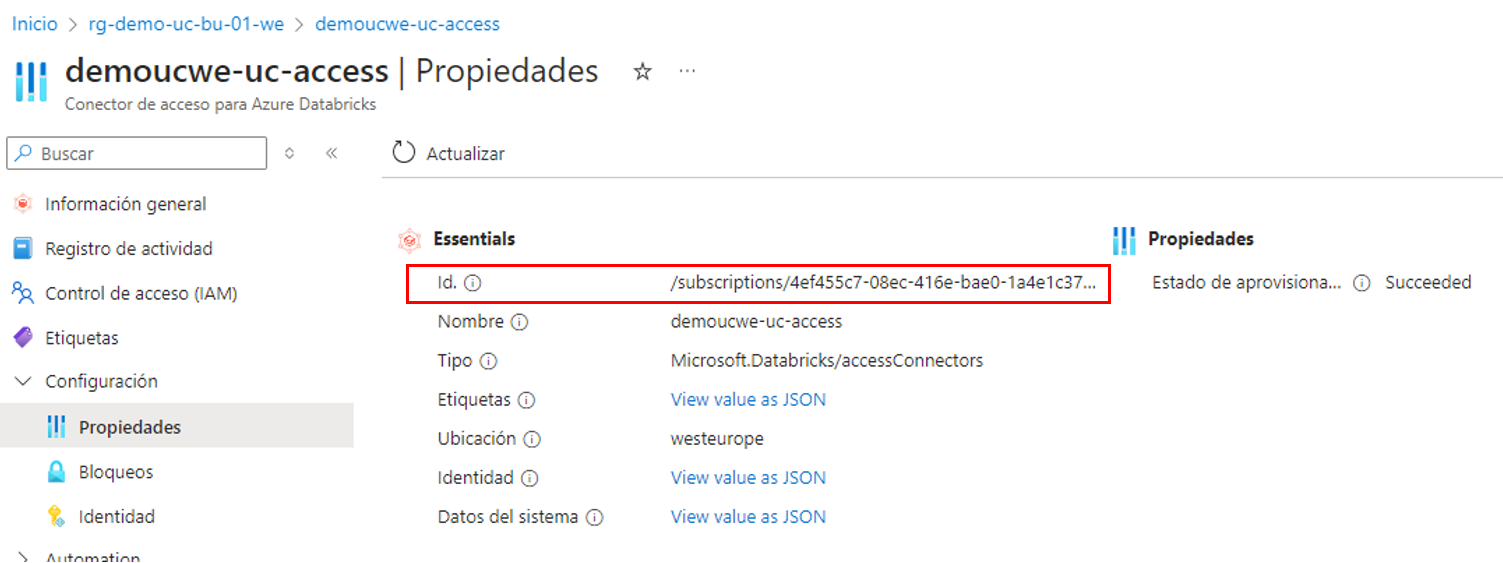 Inicio > rg-demo-uc-bu-01-we > demoucwe-uc-access
demoucwe-uc-access | Propiedades
Conector de acceso para Azure Databricks
Buscar
Actualizar
Información general
Registro de actividad
Control de acceso (IAM)
Etiquetas
Configuración
Propiedades
Bloqueos
Identidad
Automation
Essentials
Id. /subscriptions/4ef455c7-08ec-416e-bae0-1a4e1c37...
Nombre demoucwe-uc-access
Tipo Microsoft.Databricks/accessConnectors
Etiquetas View value as JSON
Ubicación westeurope
Identidad View value as JSON
Datos del sistema View value as JSON
Propiedades
Estado de aprovisiona... Succeeded